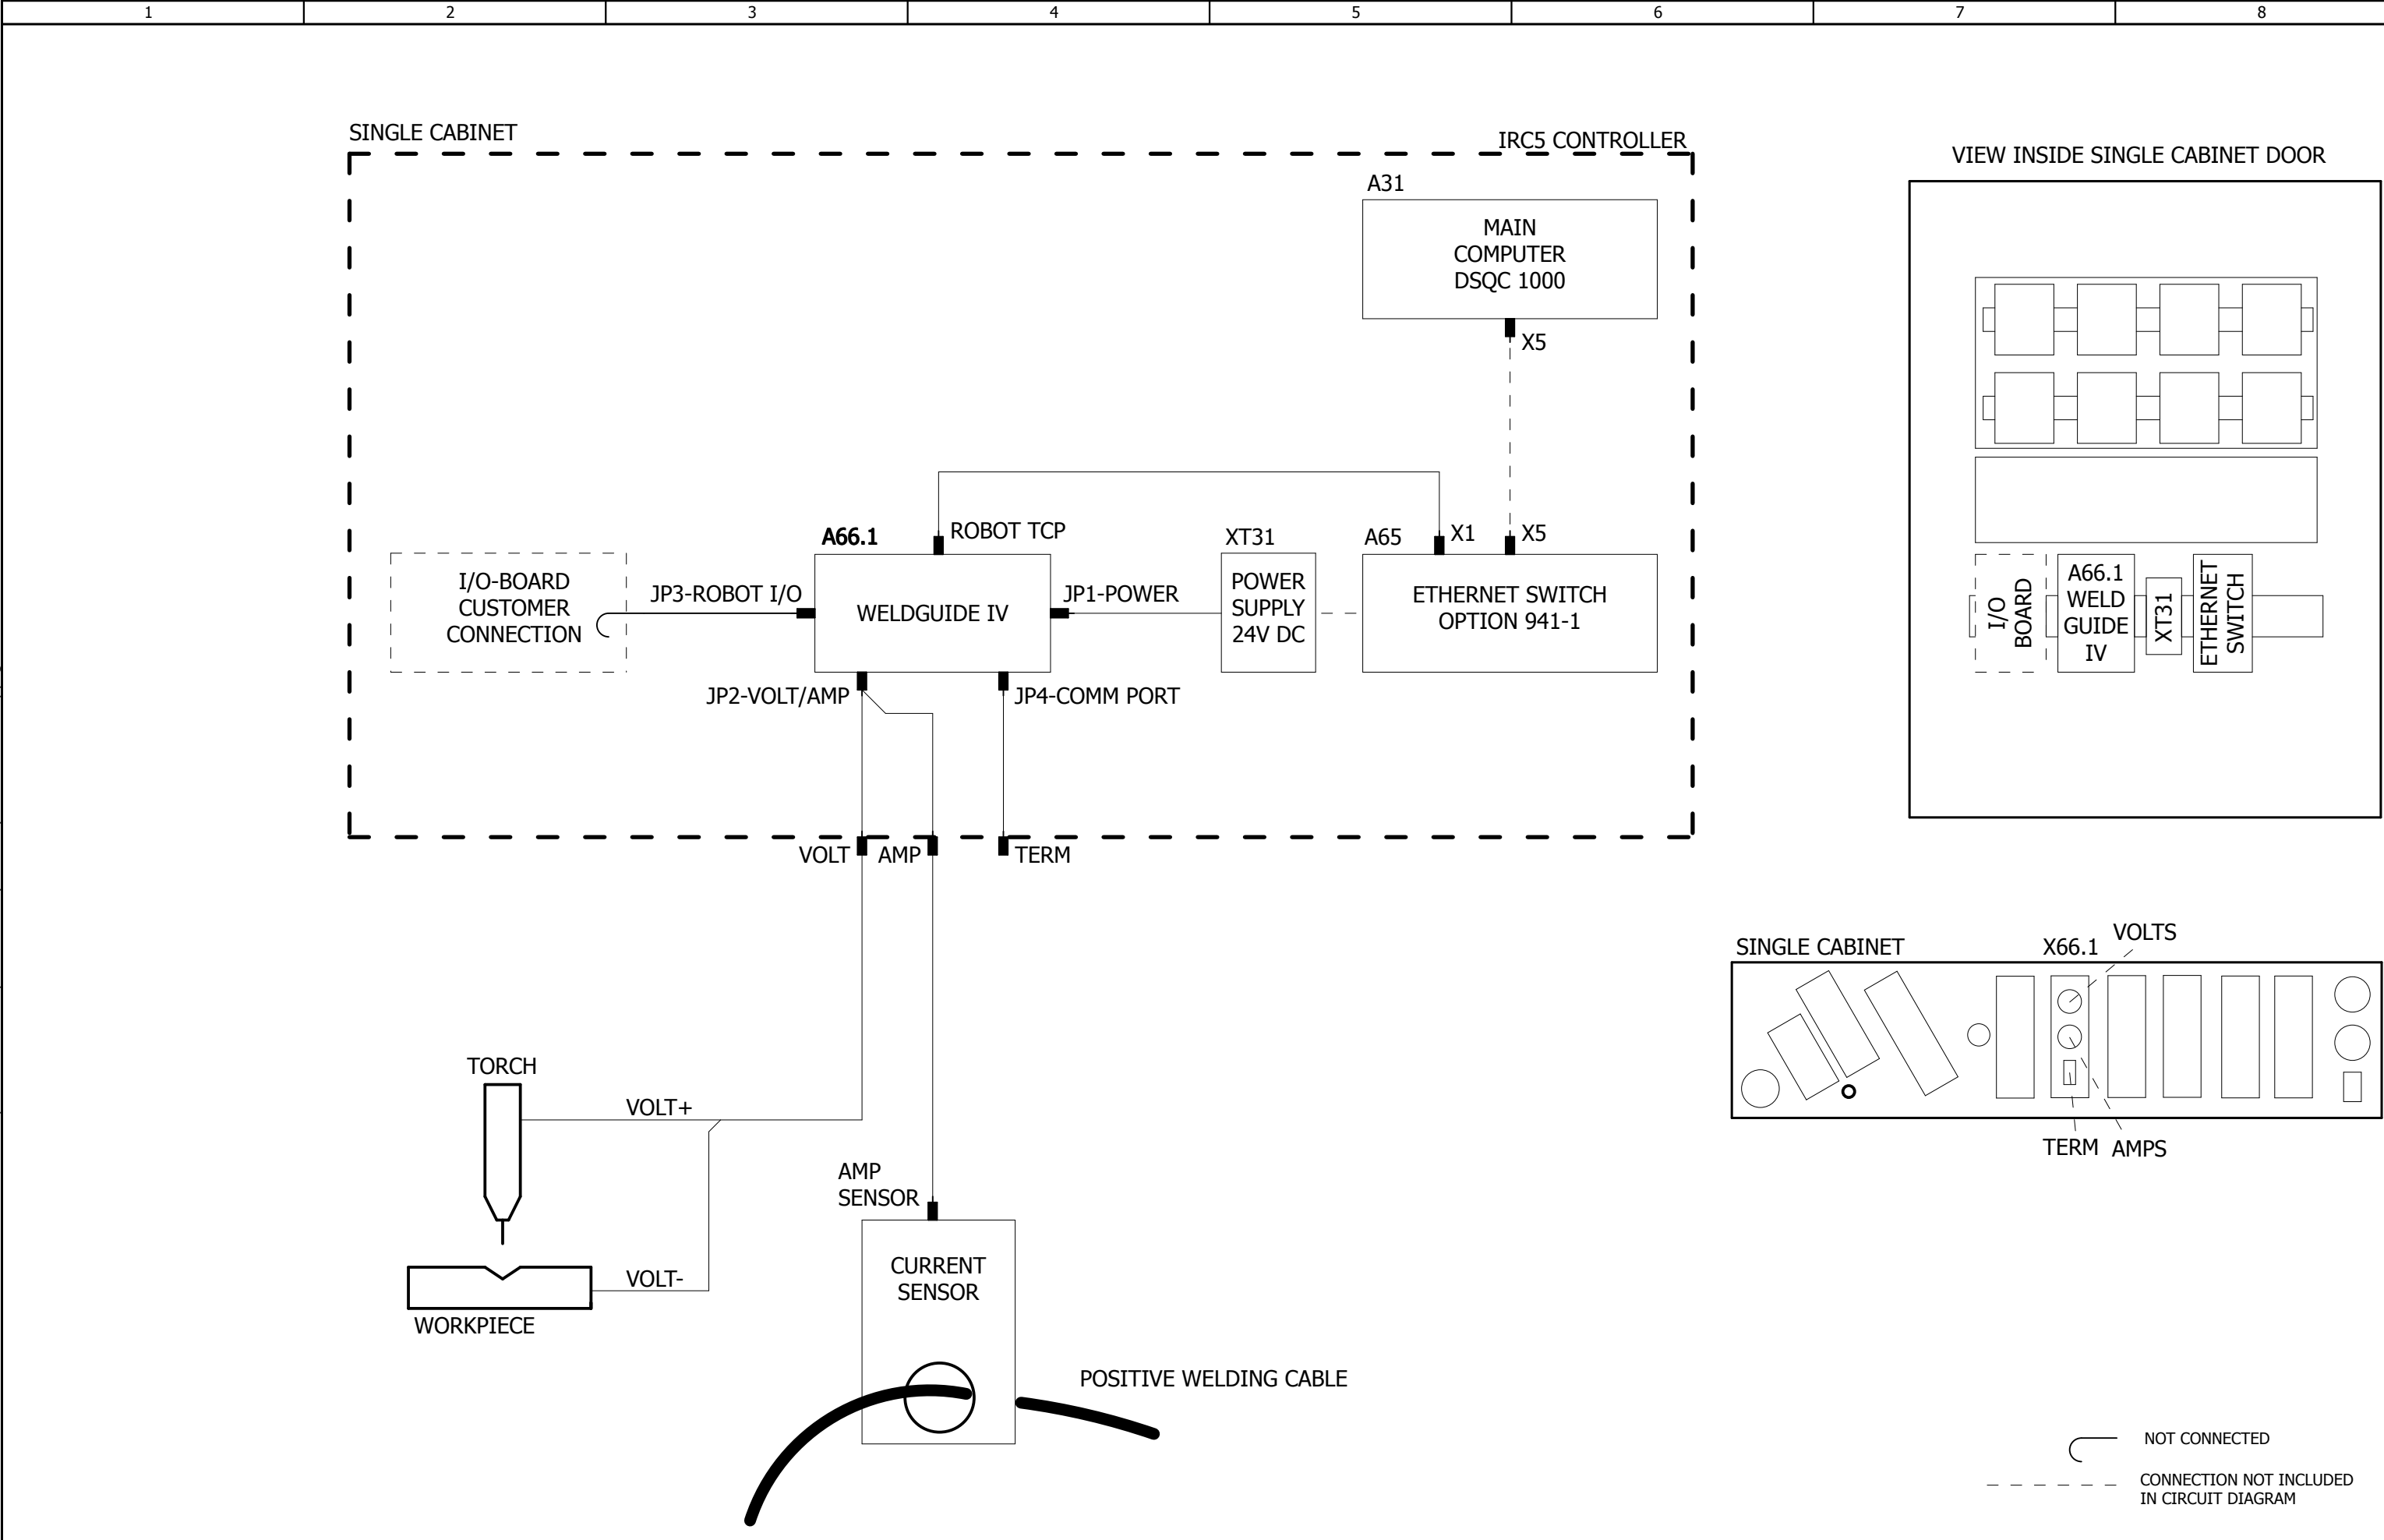 1 2 3 4 5 6 7 8
SINGLE CABINET
IRC5 CONTROLLER
VIEW INSIDE SINGLE CABINET DOOR
A31
MAIN
COMPUTER
DSQC 1000
X5
A66.1
ROBOT TCP
XT31
A65
X1
X5
I/O-BOARD
CUSTOMER
CONNECTION
JP3-ROBOT I/O
WELDGUIDE IV
JP1-POWER
POWER
SUPPLY
24V DC
ETHERNET SWITCH
OPTION 941-1
I/O
BOARD
A66.1
WELD
GUIDE
IV
XT31
ETHERNET
SWITCH
JP2-VOLT/AMP
JP4-COMM PORT
VOLT
AMP
TERM
SINGLE CABINET
X66.1
VOLTS
TERM
AMPS
TORCH
VOLT+
AMP
SENSOR
CURRENT
SENSOR
VOLT-
WORKPIECE
POSITIVE WELDING CABLE
NOT CONNECTED
CONNECTION NOT INCLUDED
IN CIRCUIT DIAGRAM